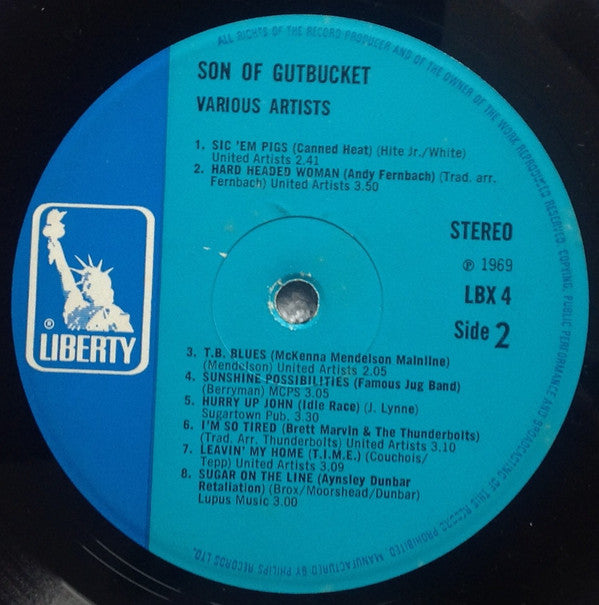 ALL RIGHTS OF THE RECORD PRODUCER AND OF THE OWNER OF THE WORK REPRODUCED RESERVED. COPYING, PUBLIC PERFORMANCE AND BROADCASTING OF THIS RECORD PROHIBITED. MANUFACTURED BY PHILIPS RECORDS LTD.
SON OF GUTBUCKET
VARIOUS ARTISTS
1. SIC 'EM PIGS (Canned Heat) (Hite Jr./White)
United Artists 2.41
2. HARD HEADED WOMAN (Andy Fernbach) (Trad. arr.
Fernbach) United Artists 3.50
STEREO
℗ 1969
LBX 4
Side 2
® LIBERTY
3. T.B. BLUES (McKenna Mendelson Mainline)
(Mendelson) United Artists 2.05
4. SUNSHINE POSSIBILITIES (Famous Jug Band)
(Berryman) MCPS 3.05
5. HURRY UP JOHN (Idle Race) (J. Lynne)
Sugartown Pub. 3.30
6. I'M SO TIRED (Brett Marvin & The Thunderbolts)
(Trad. Arr. Thunderbolts) United Artists 3.10
7. LEAVIN' MY HOME (T.I.M.E.) (Couchois/
Tepp) United Artists 3.09
8. SUGAR ON THE LINE (Aynsley Dunbar
Retaliation) (Brox/Moorshead/Dunbar)
Lupus Music 3.00